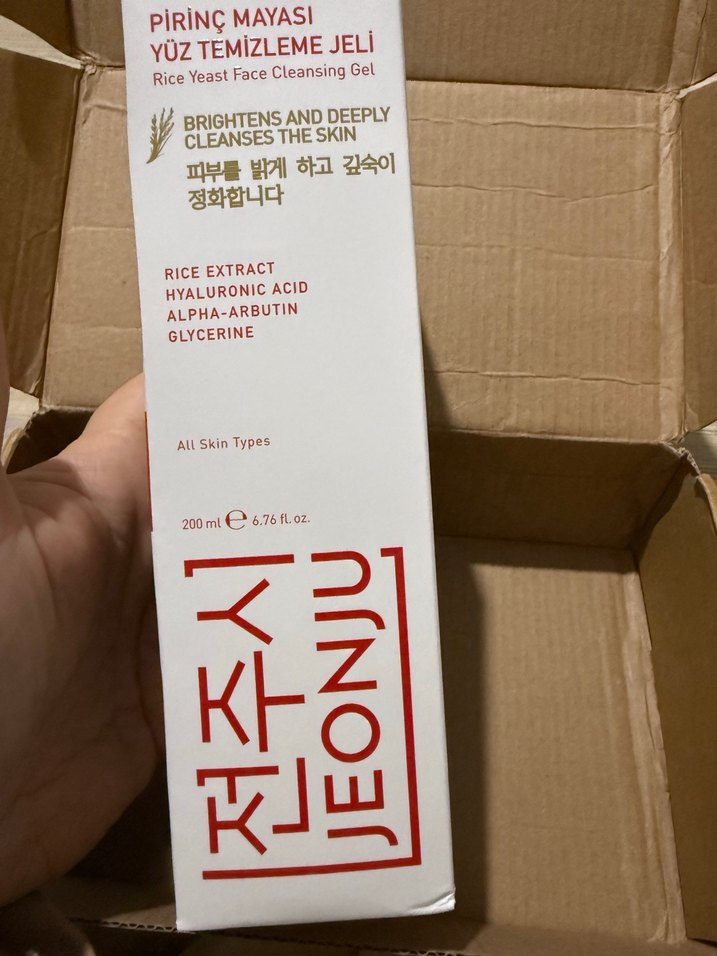 PİRİNÇ MAYASI
YÜZ TEMİZLEME JELİ
Rice Yeast Face Cleansing Gel
BRIGHTENS AND DEEPLY
CLEANSES THE SKIN
피부를 밝게 하고 깊숙이
정화합니다
RICE EXTRACT
HYALURONIC ACID
ALPHA-ARBUTIN
GLYCERINE
All Skin Types
200 ml ℮ 6.76 fl. oz.
전주시
JEONJU